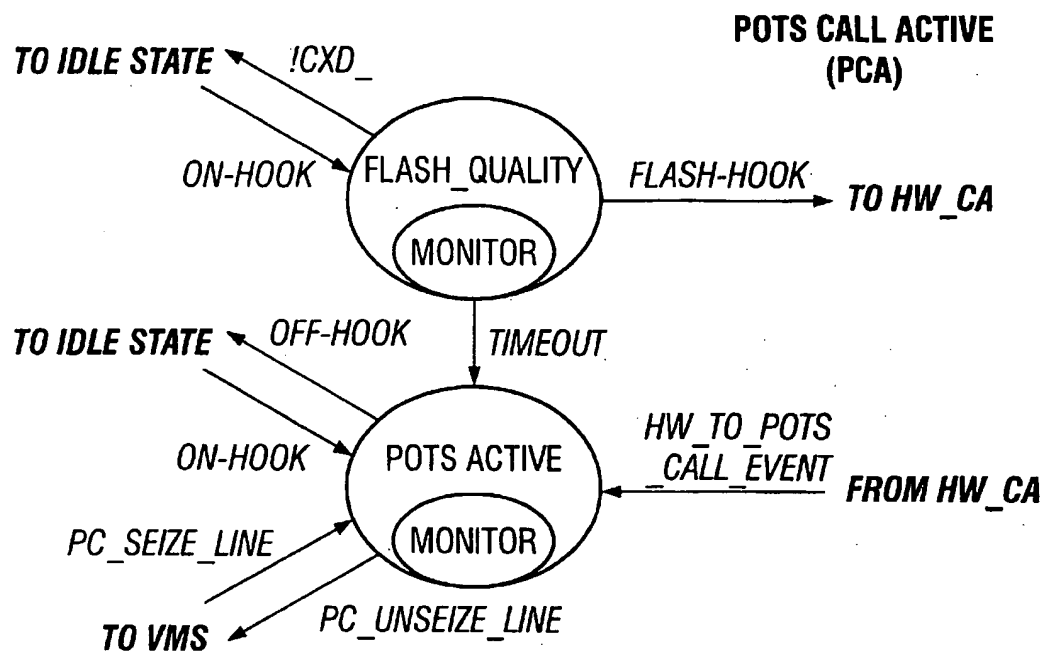 POTS CALL ACTIVE
(PCA)
TO IDLE STATE
!CXD_
ON-HOOK
FLASH_QUALITY
MONITOR
FLASH-HOOK
TO HW_CA
TIMEOUT
TO IDLE STATE
OFF-HOOK
ON-HOOK
POTS ACTIVE
MONITOR
HW_TO_POTS
_CALL_EVENT
FROM HW_CA
PC_SEIZE_LINE
PC_UNSEIZE_LINE
TO VMS